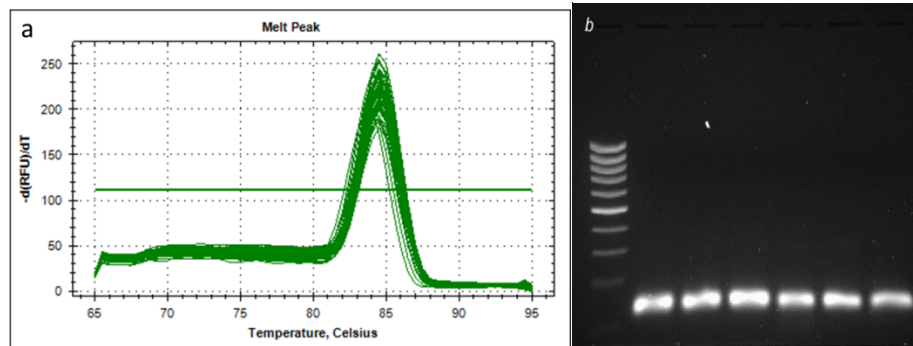 a
Melt Peak
250
200
150
100
50
0
-d(RFU)/dT
65 70 75 80 85 90 95
Temperature, Celsius
b